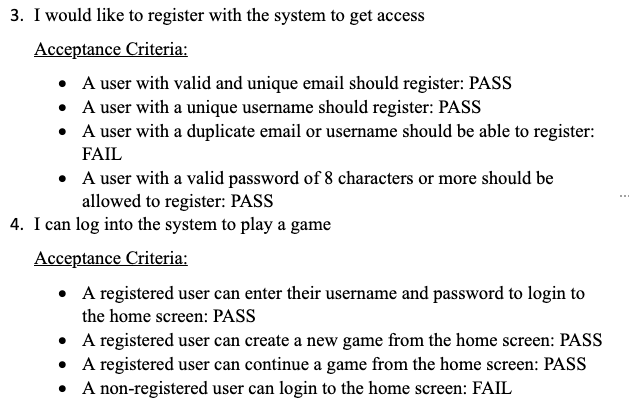 3. I would like to register with the system to get access
Acceptance Criteria:
• A user with valid and unique email should register: PASS
• A user with a unique username should register: PASS
• A user with a duplicate email or username should be able to register:
FAIL
• A user with a valid password of 8 characters or more should be
allowed to register: PASS
4. I can log into the system to play a game
Acceptance Criteria:
• A registered user can enter their username and password to login to
the home screen: PASS
• A registered user can create a new game from the home screen: PASS
• A registered user can continue a game from the home screen: PASS
• A non-registered user can login to the home screen: FAIL